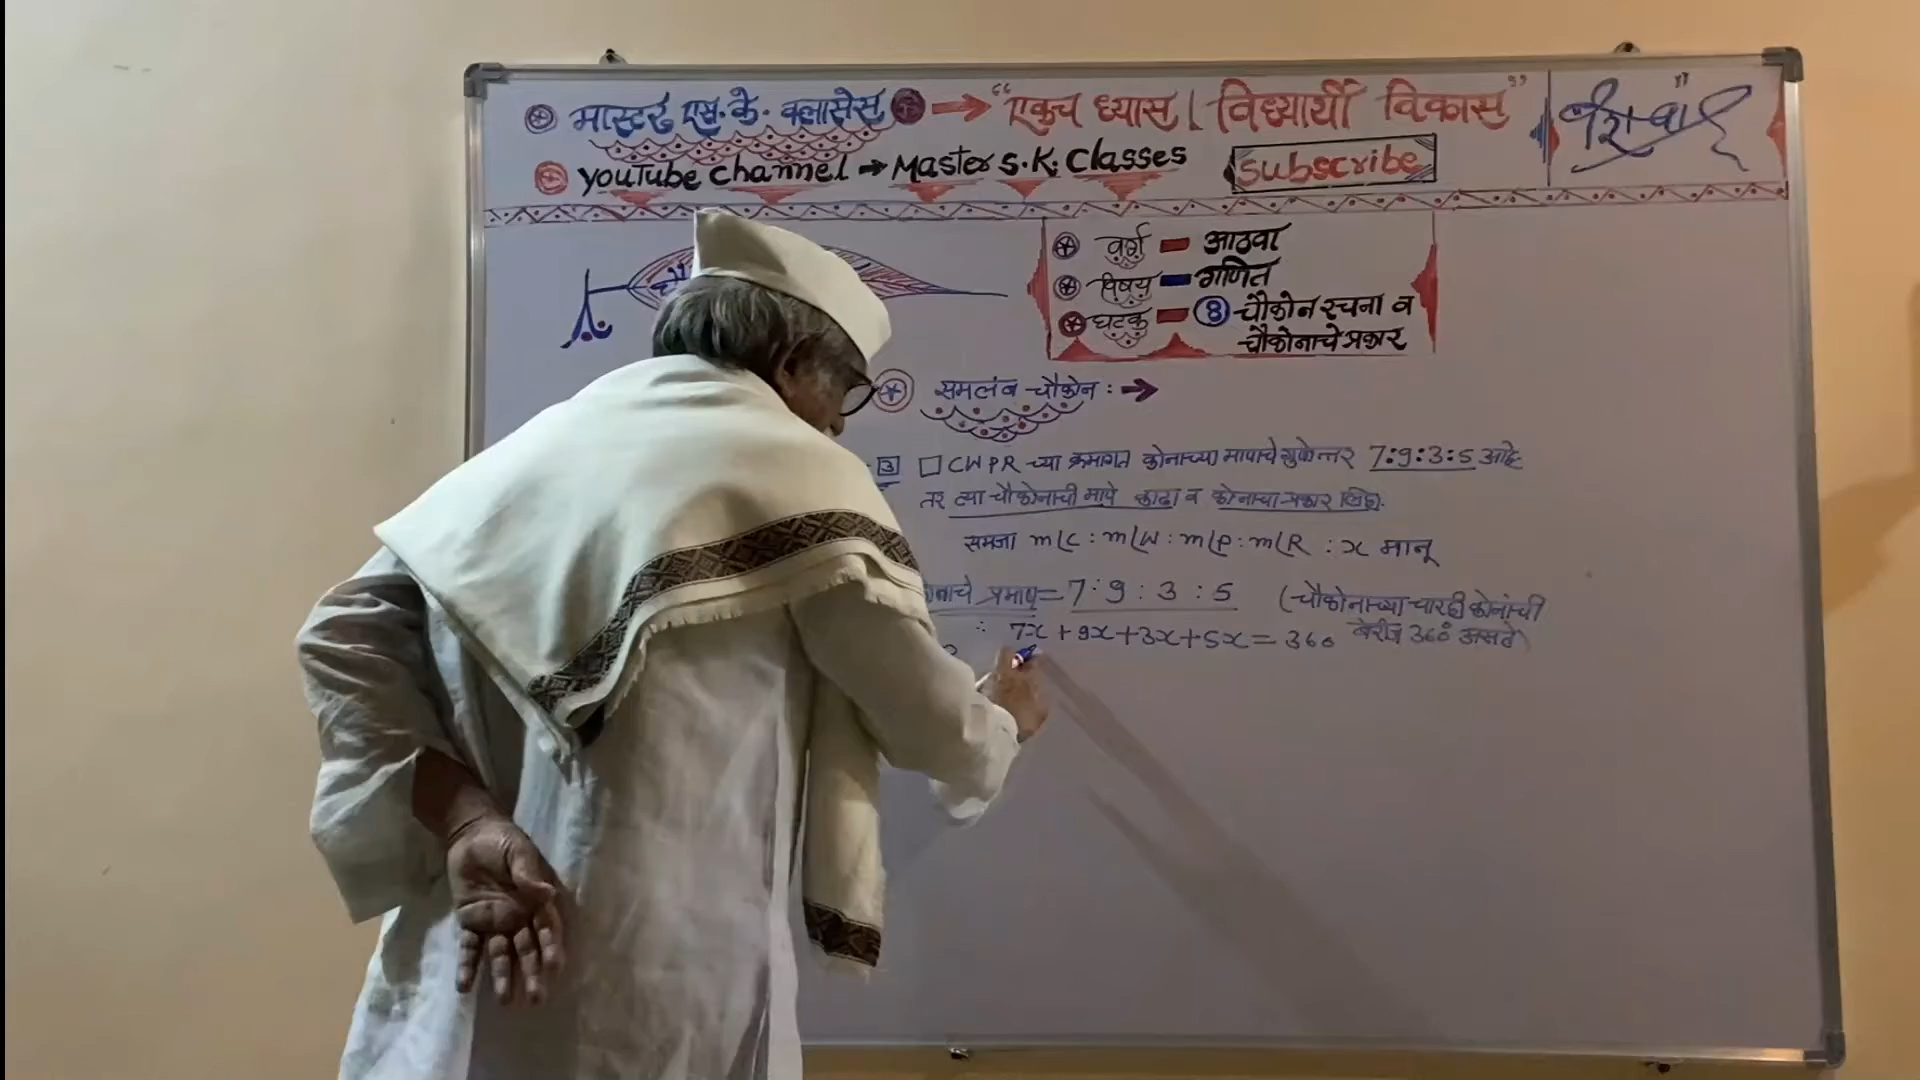 मास्टर एस.के. क्लासेस → "एकच ध्यास। विद्यार्थी विकास"
YouTube channel → Master S.K. Classes Subscribe
वर्ग - आठवा
विषय - गणित
घटक - 8 चौकोन रचना व
चौकोनाचे प्रकार
समलंब चौकोन : →
3 □CWPR च्या क्रमागत कोनाच्या मापाचे गुणोत्तर 7:9:3:5 आहे
तर त्या चौकोनाची मापे काढा व कोनाचा प्रकार लिहा.
समजा m∠C : m∠W : m∠P : m∠R : x मानू
प्रमाण = 7 : 9 : 3 : 5 (चौकोनाच्या चारही कोनांची
बेरीज 360° असते)
∴ 7x + 9x + 3x + 5x = 360